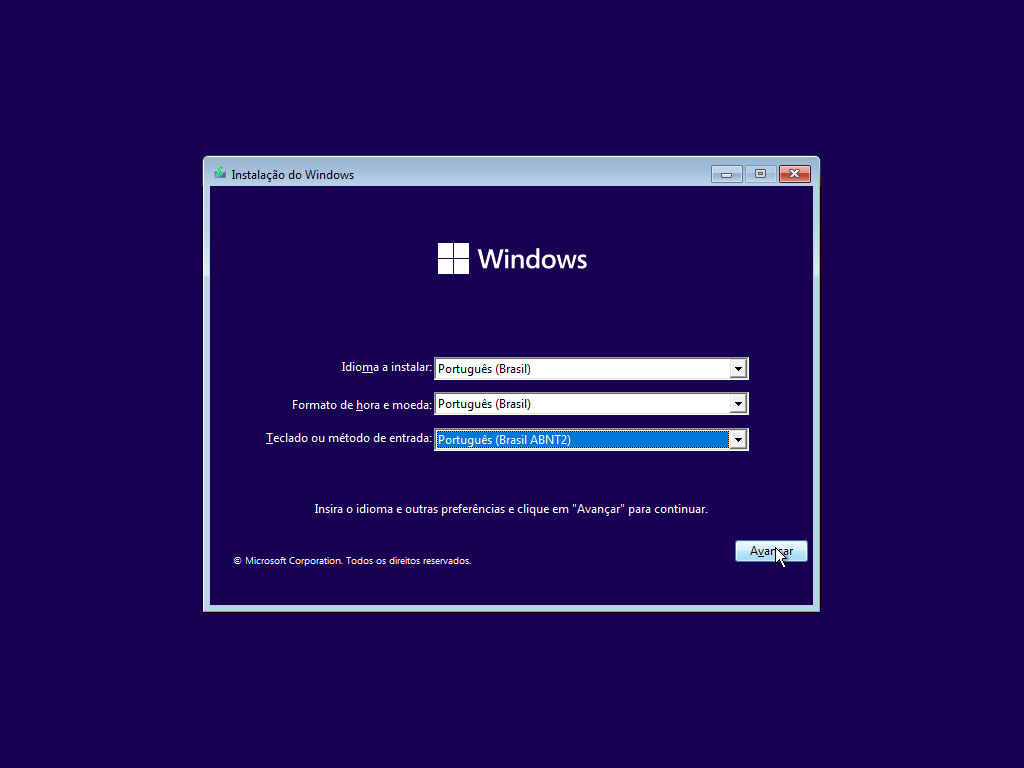 Instalação do Windows
Windows
Idioma a instalar: Português (Brasil)
Formato de hora e moeda: Português (Brasil)
Teclado ou método de entrada: Português (Brasil ABNT2)
Insira o idioma e outras preferências e clique em "Avançar" para continuar.
Avançar
© Microsoft Corporation. Todos os direitos reservados.